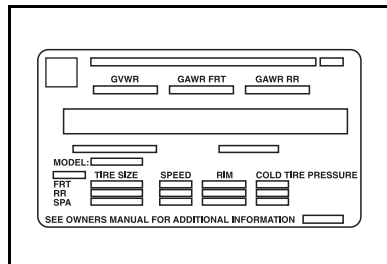 GVWR GAWR FRT GAWR RR
MODEL:
TIRE SIZE SPEED RIM COLD TIRE PRESSURE
FRT
RR
SPA
SEE OWNERS MANUAL FOR ADDITIONAL INFORMATION